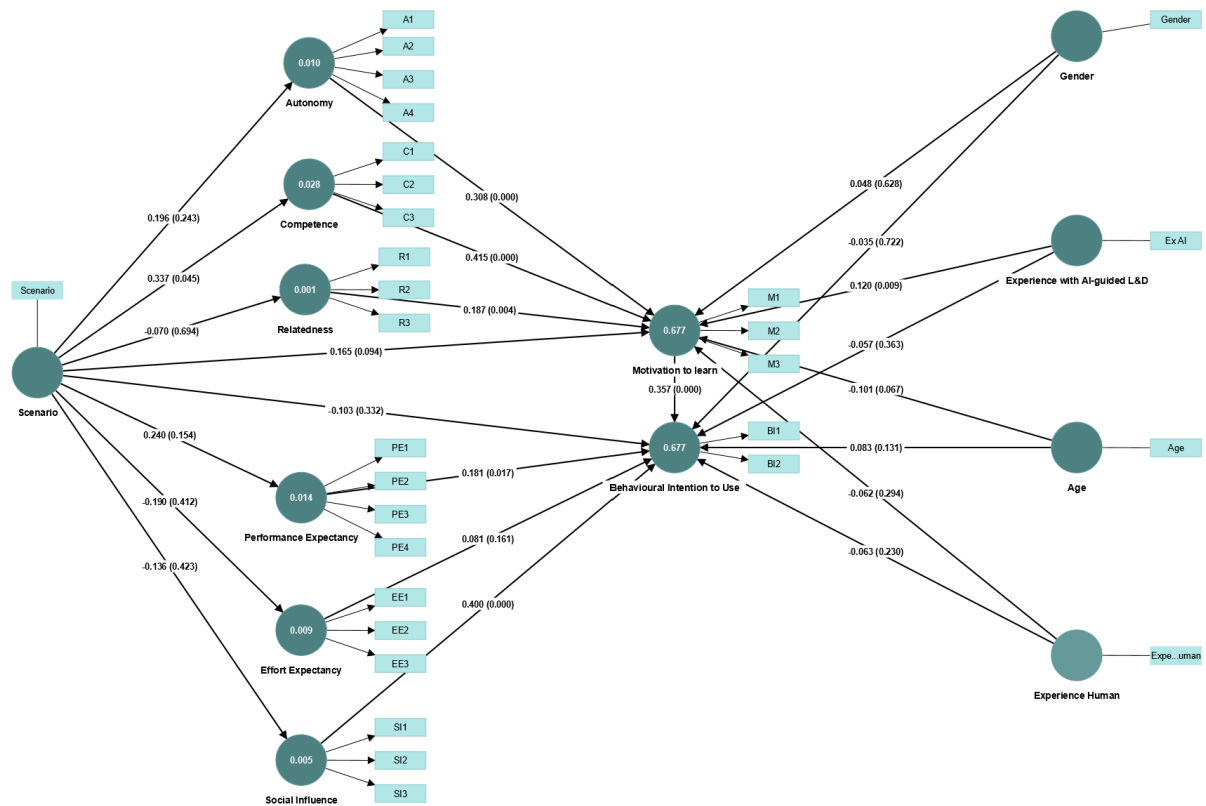 Scenario
Scenario
0.010
Autonomy
A1
A2
A3
A4
0.028
Competence
C1
C2
C3
0.001
Relatedness
R1
R2
R3
0.014
Performance Expectancy
PE1
PE2
PE3
PE4
0.009
Effort Expectancy
EE1
EE2
EE3
0.005
Social Influence
SI1
SI2
SI3
0.196 (0.243)
0.337 (0.045)
-0.070 (0.694)
0.165 (0.094)
-0.103 (0.332)
0.240 (0.154)
-0.190 (0.412)
-0.136 (0.423)
0.308 (0.000)
0.415 (0.000)
0.187 (0.004)
0.181 (0.017)
0.081 (0.161)
0.400 (0.000)
0.677
Motivation to learn
M1
M2
M3
0.357 (0.000)
0.677
Behavioural Intention to Use
BI1
BI2
0.048 (0.628)
-0.035 (0.722)
0.120 (0.009)
-0.057 (0.363)
-0.101 (0.067)
0.083 (0.131)
-0.062 (0.294)
-0.063 (0.230)
Gender
Gender
Experience with AI-guided L&D
Ex AI
Age
Age
Experience Human
Expe...uman